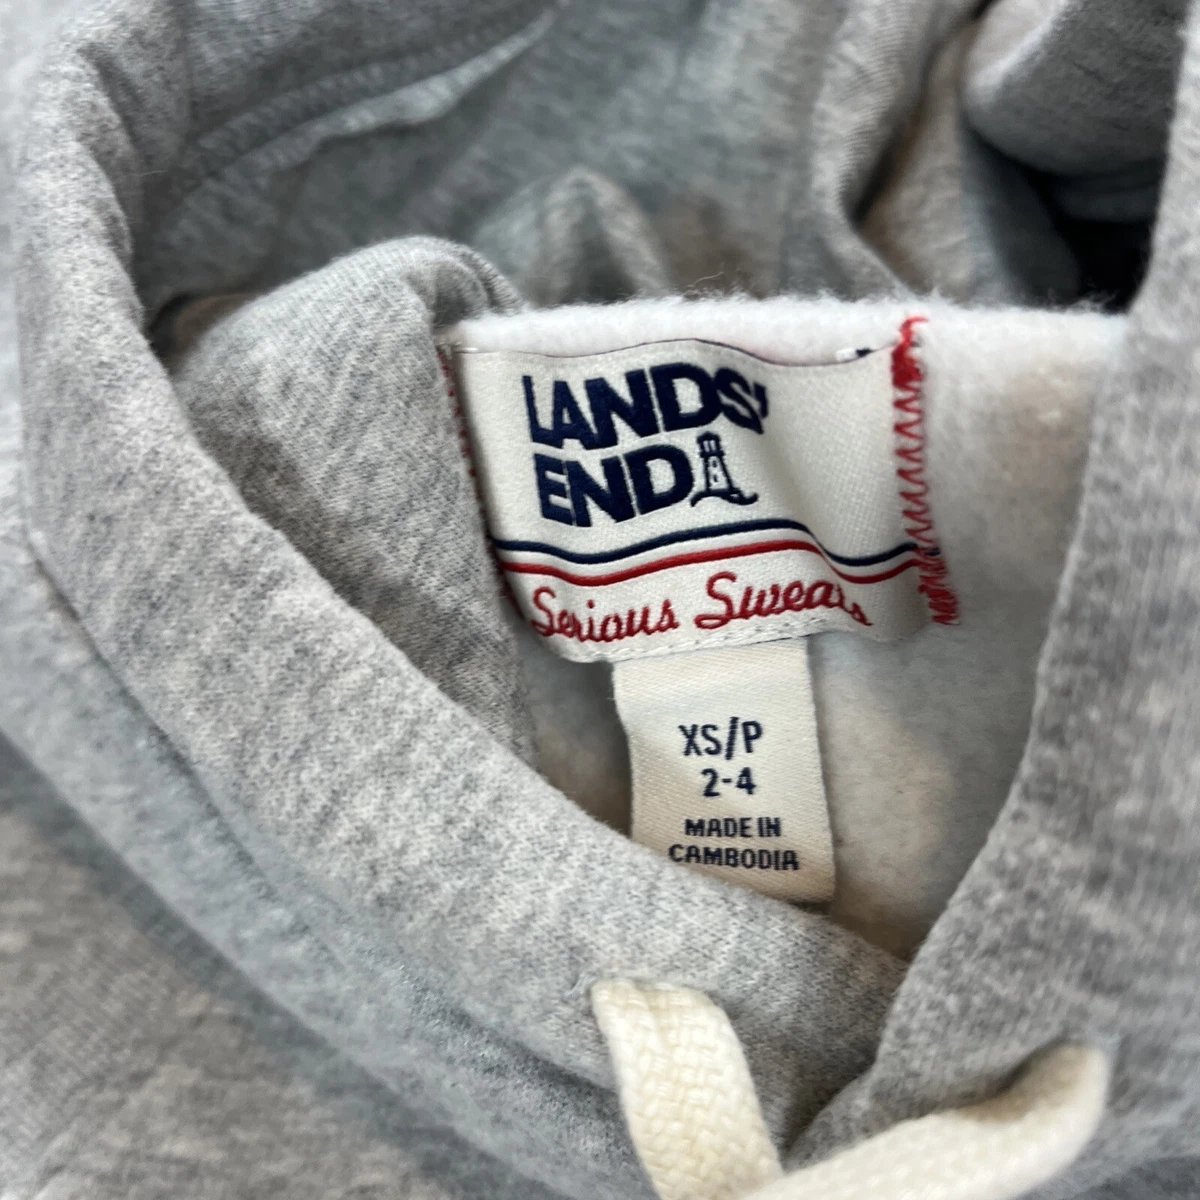 LANDS'
END
Serious Sweats
XS/P
2-4
MADE IN
CAMBODIA